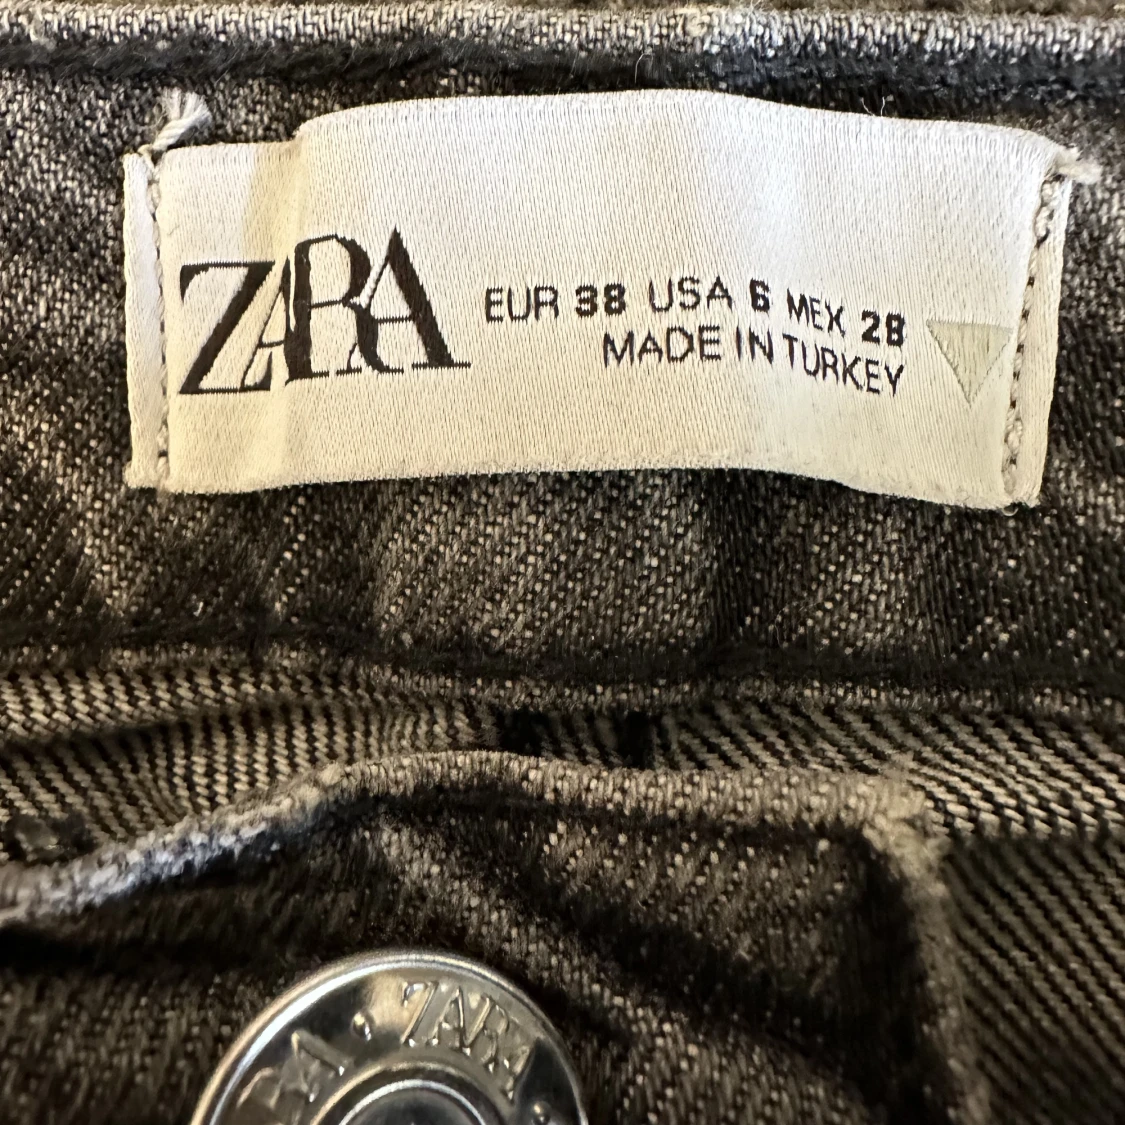 ZARA
EUR 38 USA 6 MEX 28
MADE IN TURKEY
ZARA